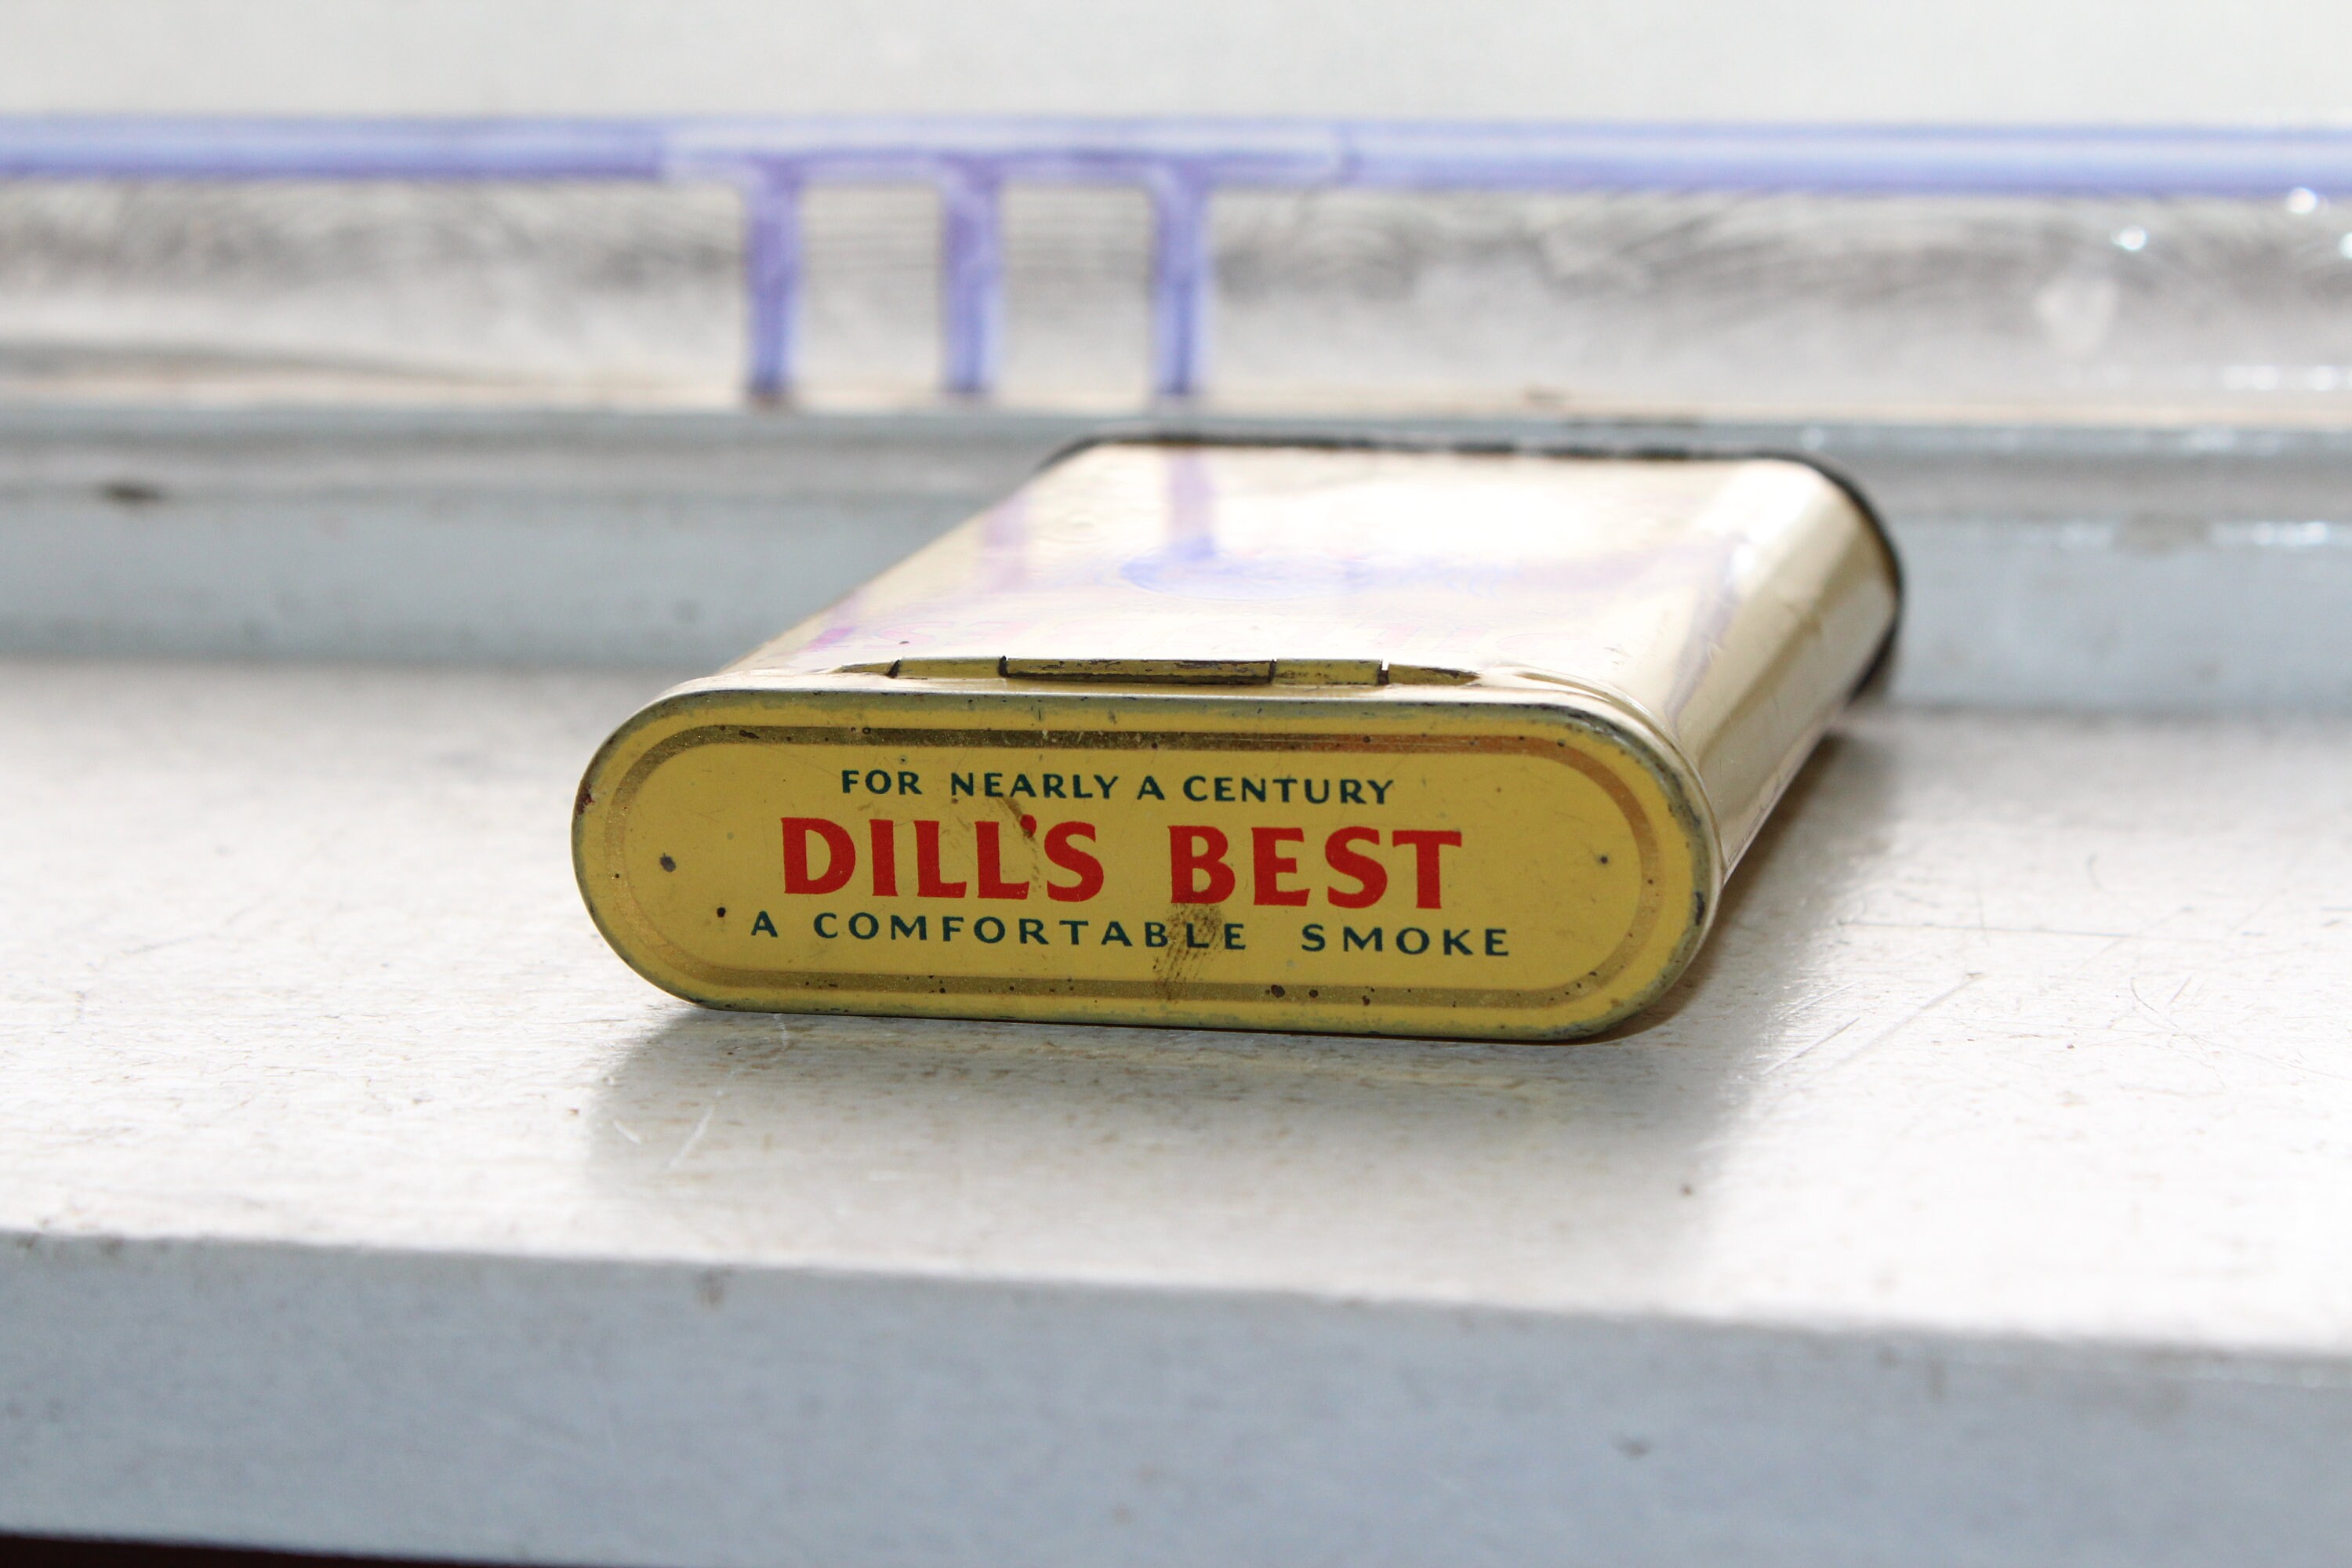 FOR NEARLY A CENTURY
DILL'S BEST
A COMFORTABLE SMOKE